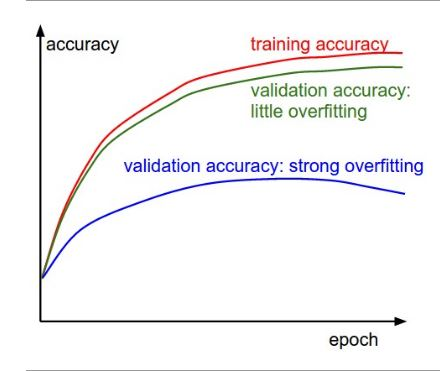 accuracy
training accuracy
validation accuracy:
little overfitting
validation accuracy: strong overfitting
epoch